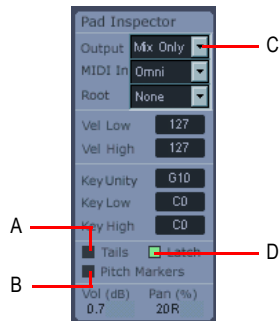 Pad Inspector
Output Mix Only C
MIDI In Omni
Root None
Vel Low 127
Vel High 127
Key Unity G10
Key Low C0
A Key High C0
Tails Latch D
B Pitch Markers
Vol (dB) Pan (%)
0.7 20R